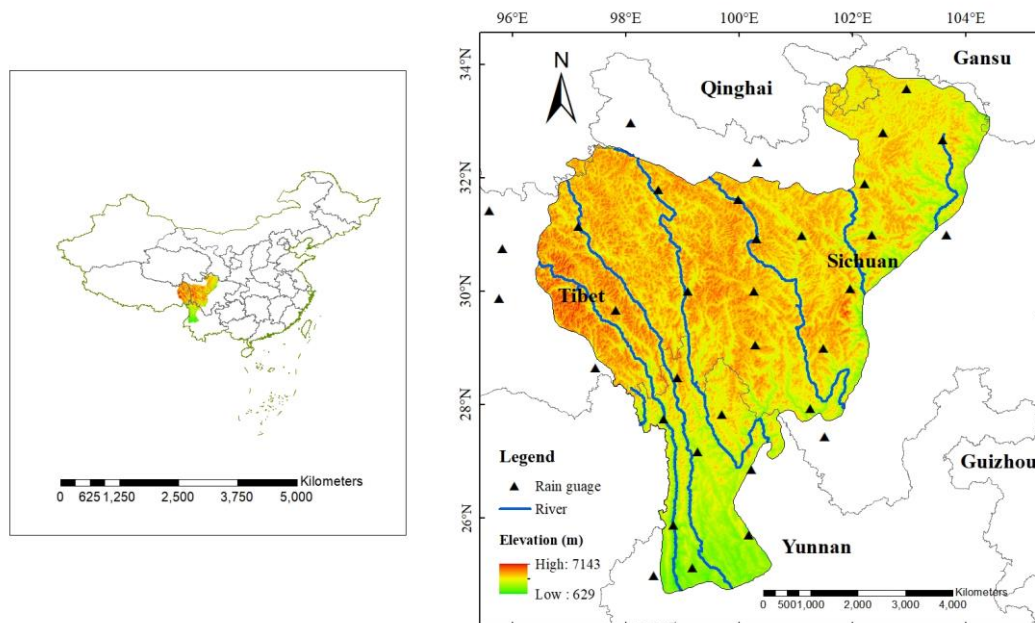 Kilometers
0 625 1,250 2,500 3,750 5,000
96°E 98°E 100°E 102°E 104°E
34°N
32°N
30°N
28°N
26°N
N
Gansu
Qinghai
Sichuan
Tibet
Guizhou
Yunnan
Legend
Rain guage
River
Elevation (m)
High: 7143
Low : 629
Kilometers
0 5001,000 2,000 3,000 4,000